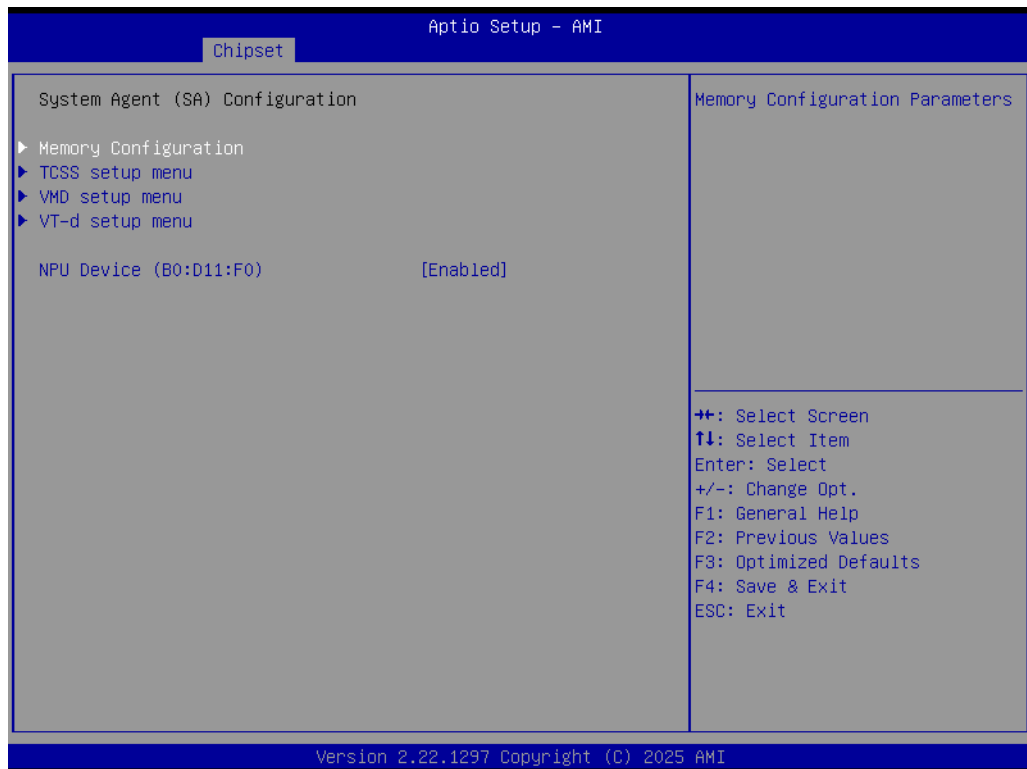 Aptio Setup – AMI
Chipset
System Agent (SA) Configuration
Memory Configuration
TCSS setup menu
VMD setup menu
VT-d setup menu
NPU Device (B0:D11:F0) [Enabled]
Memory Configuration Parameters
→←: Select Screen
↑↓: Select Item
Enter: Select
+/-: Change Opt.
F1: General Help
F2: Previous Values
F3: Optimized Defaults
F4: Save & Exit
ESC: Exit
Version 2.22.1297 Copyright (C) 2025 AMI